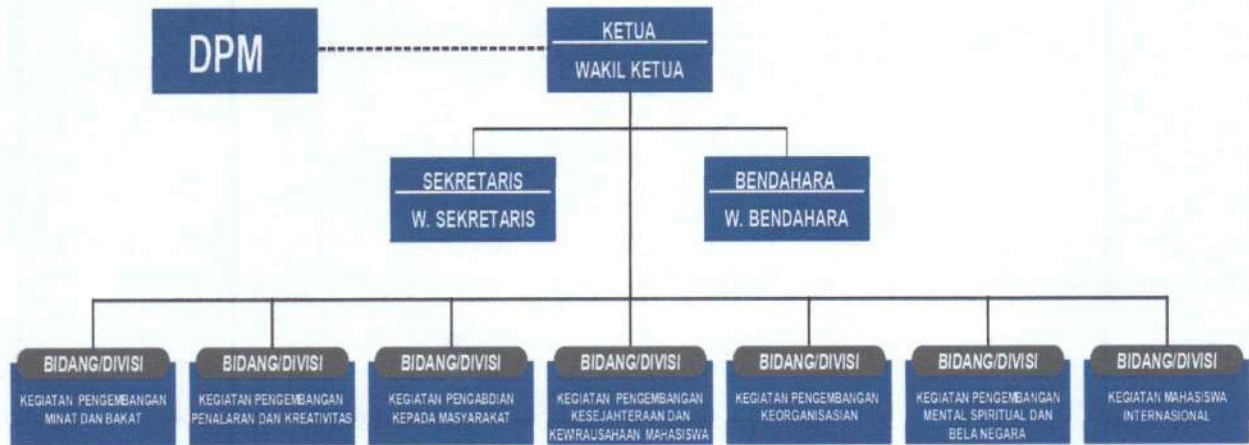 DPM
KETUA
WAKIL KETUA
SEKRETARIS
W. SEKRETARIS
BENDAHARA
W. BENDAHARA
BIDANG/DIVISI
KEGIATAN PENGEMBANGAN
MINAT DAN BAKAT
BIDANG/DIVISI
KEGIATAN PENGEMBANGAN
PENALARAN DAN KREATIVITAS
BIDANG/DIVISI
KEGIATAN PENGABDIAN
KEPADA MASYARAKAT
BIDANG/DIVISI
KEGIATAN PENGEMBANGAN
KESEJAHTERAAN DAN
KEWIRAUSAHAAN MAHASISWA
BIDANG/DIVISI
KEGIATAN PENGEMBANGAN
KEORGANISASIAN
BIDANG/DIVISI
KEGIATAN PENGEMBANGAN
MENTAL SPIRITUAL DAN
BELA NEGARA
BIDANG/DIVISI
KEGIATAN MAHASISWA
INTERNASIONAL